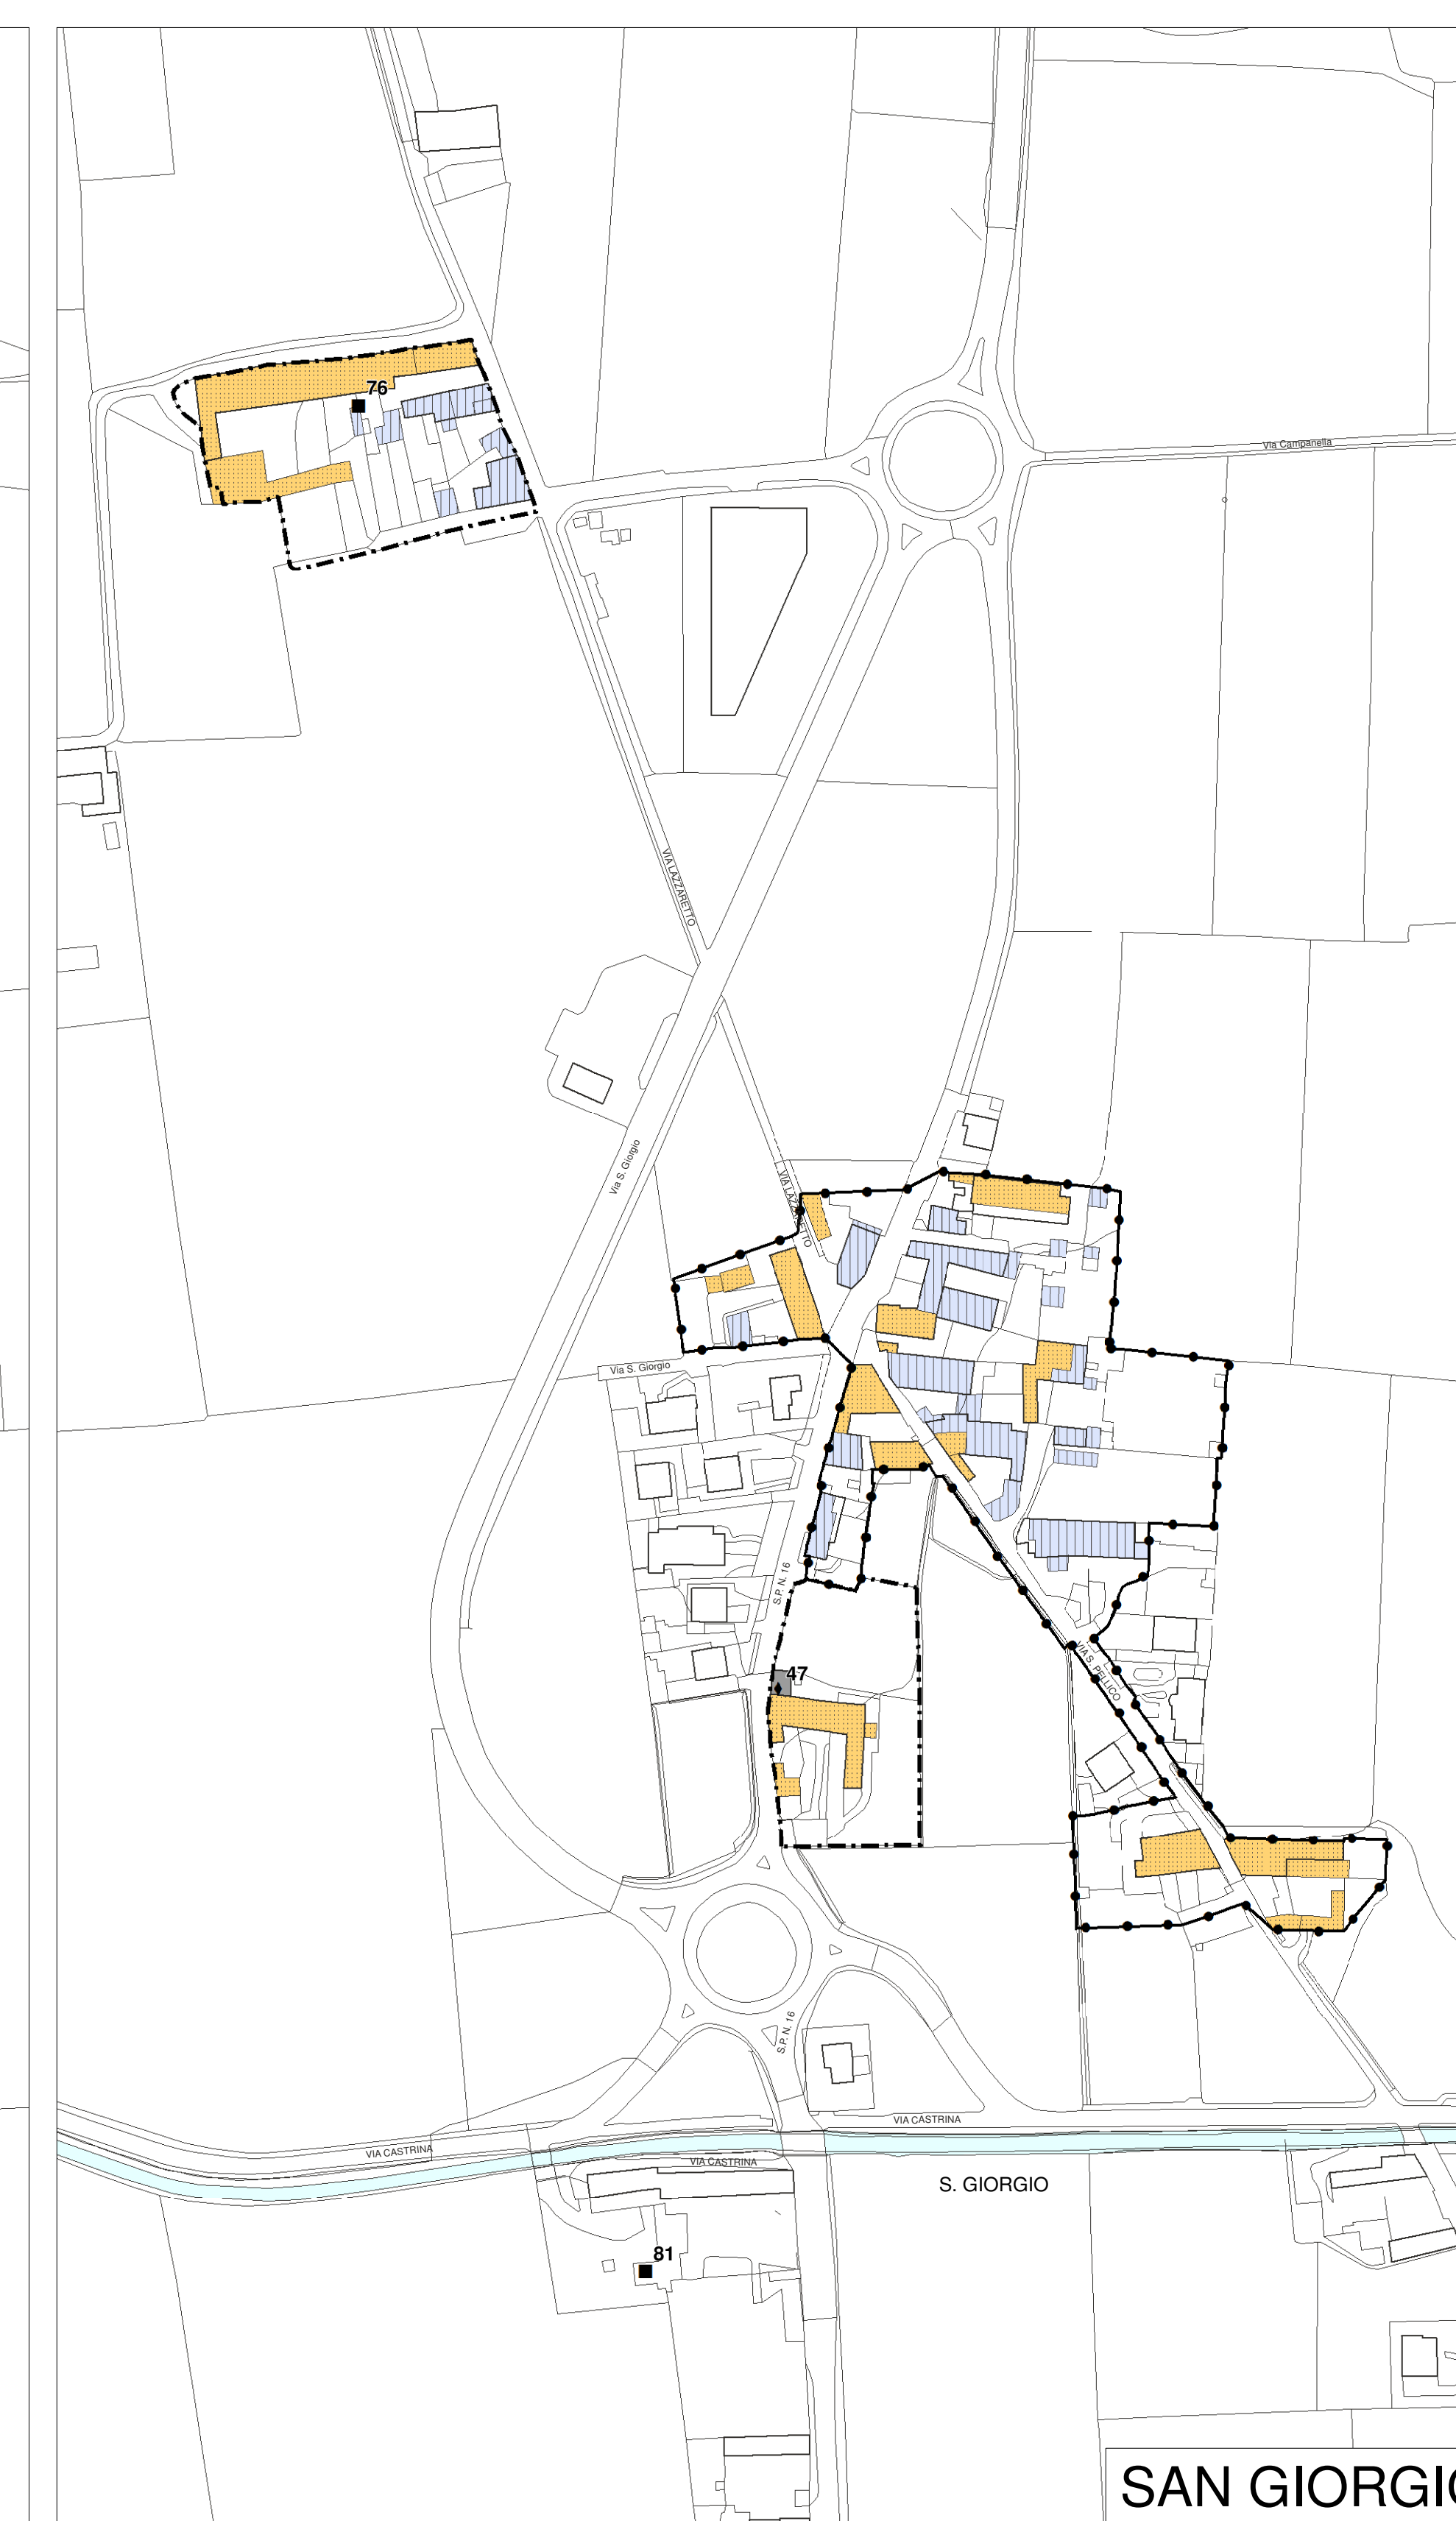 76
Via Campanella
VIA LAZZARETTO
Via S. Giorgio
VIA LAZZARETTO
Via S. Giorgio
S.P. N. 16
47
VIA S. PELLICO
S.P. N. 16
VIA CASTRINA
VIA CASTRINA
VIA CASTRINA
S. GIORGIO
81
SAN GIORGIO